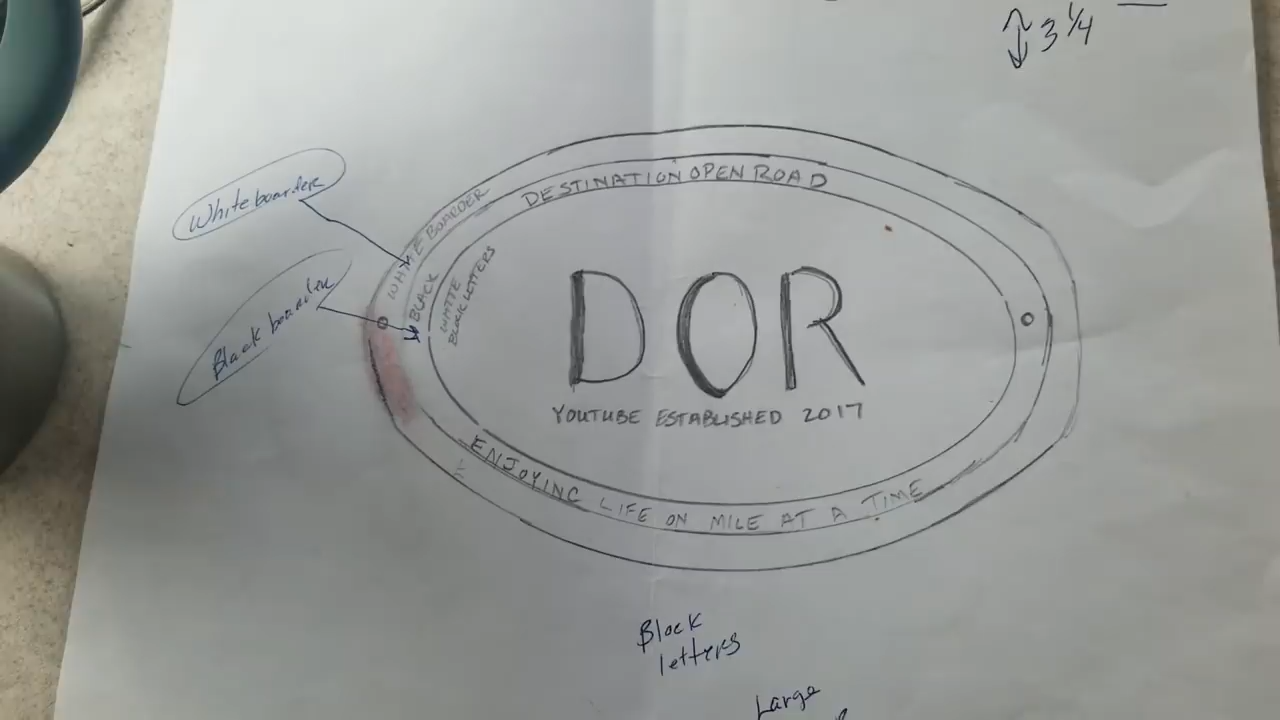 3 1/4
White boarder
Black boarder
WHITE BOARDER
BLACK
WHITE
BLOCK LETTERS
DESTINATION OPEN ROAD
DOR
YOUTUBE ESTABLISHED 2017
ENJOYING LIFE ON MILE AT A TIME
Block
letters
Large